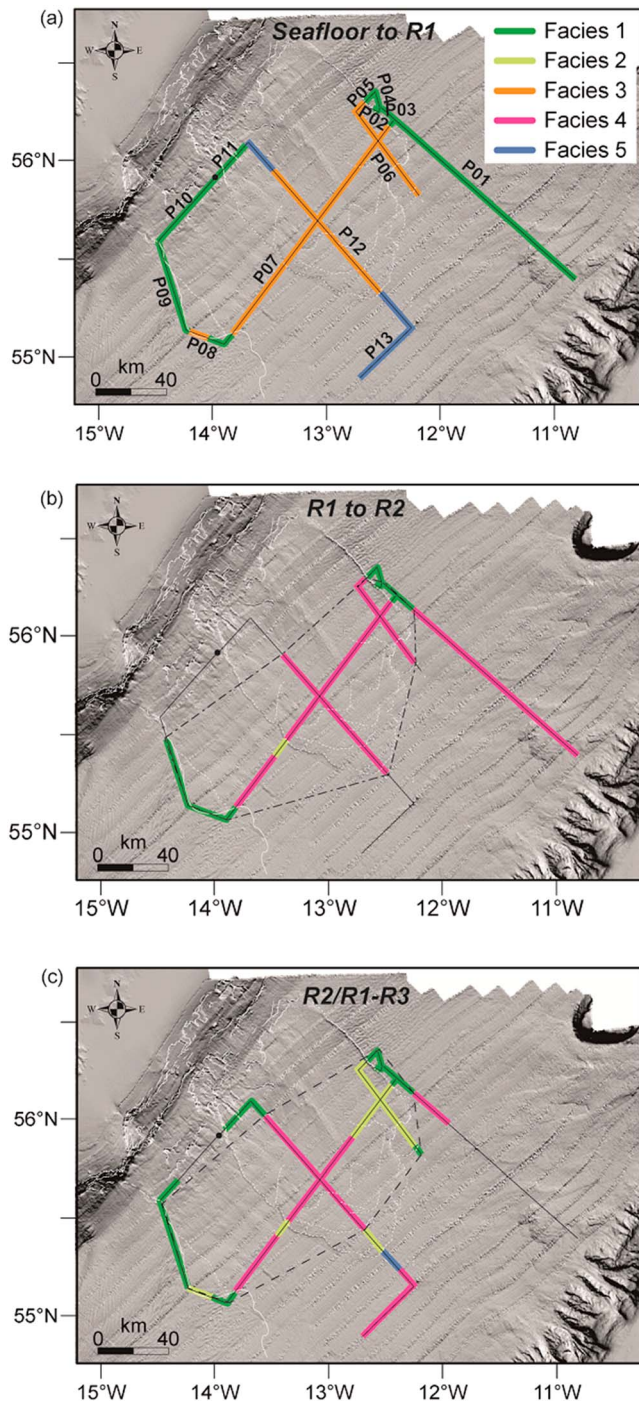 (a)
Seafloor to R1
N
W E
S
Facies 1
Facies 2
Facies 3
Facies 4
Facies 5
P05
P04
P03
P02
P01
P06
P11
P10
P12
P07
P09
P08
P13
56°N
55°N
km
0 40
15°W 14°W 13°W 12°W 11°W
(b)
R1 to R2
N
W E
S
56°N
55°N
km
0 40
15°W 14°W 13°W 12°W 11°W
(c)
R2/R1-R3
N
W E
S
56°N
55°N
km
0 40
15°W 14°W 13°W 12°W 11°W